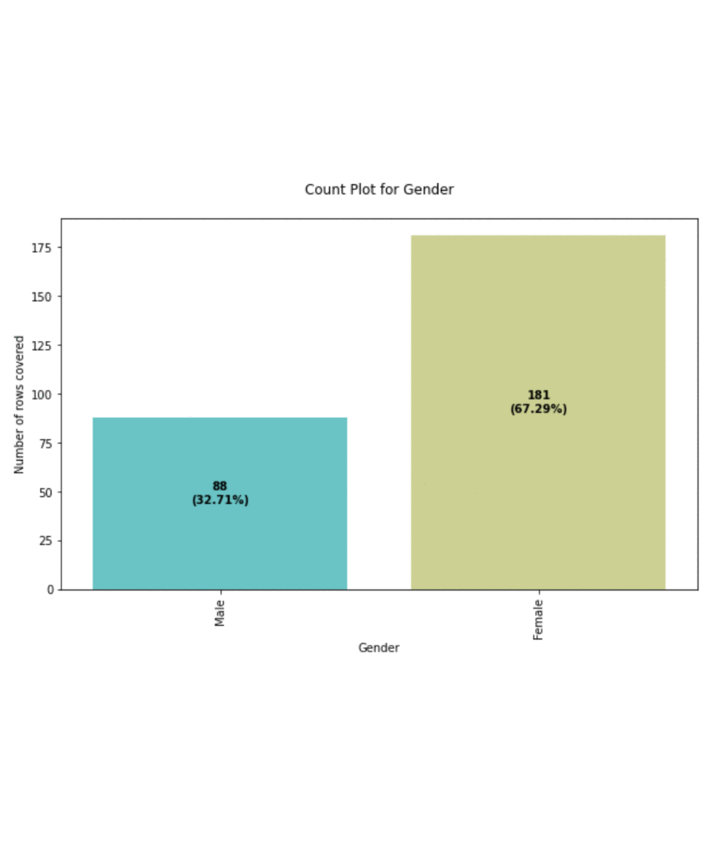 Count Plot for Gender
175
150
125
100
75
50
25
0
Number of rows covered
88
(32.71%)
181
(67.29%)
Male
Female
Gender